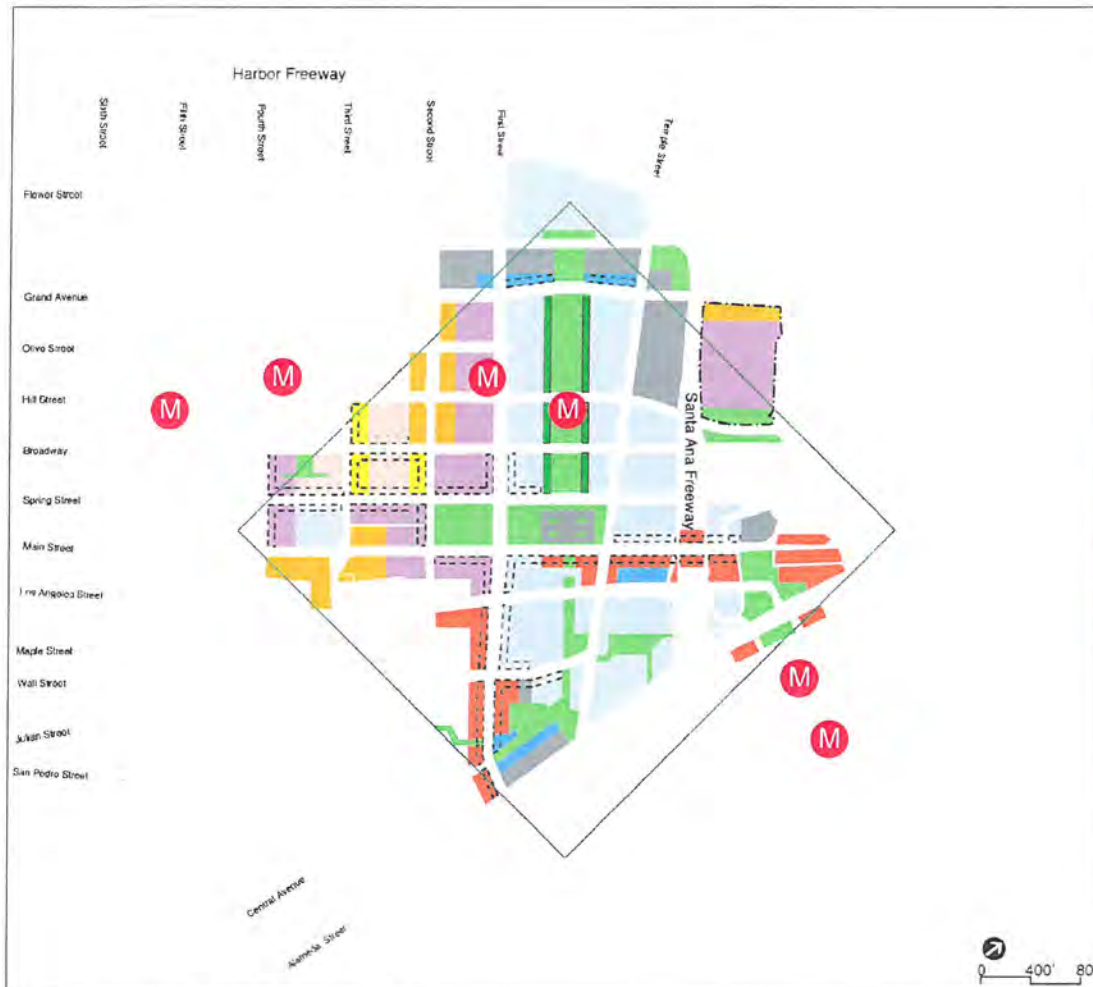 Harbor Freeway
Sixth Street
Fifth Street
Fourth Street
Third Street
Second Street
First Street
Temple Street
Flower Street
Grand Avenue
Olive Street
Hill Street
Broadway
Spring Street
Main Street
Los Angeles Street
Maple Street
Wall Street
Julian Street
San Pedro Street
Santa Ana Freeway
M
M
M
M
M
M
Central Avenue
Alameda Street
0 400' 80